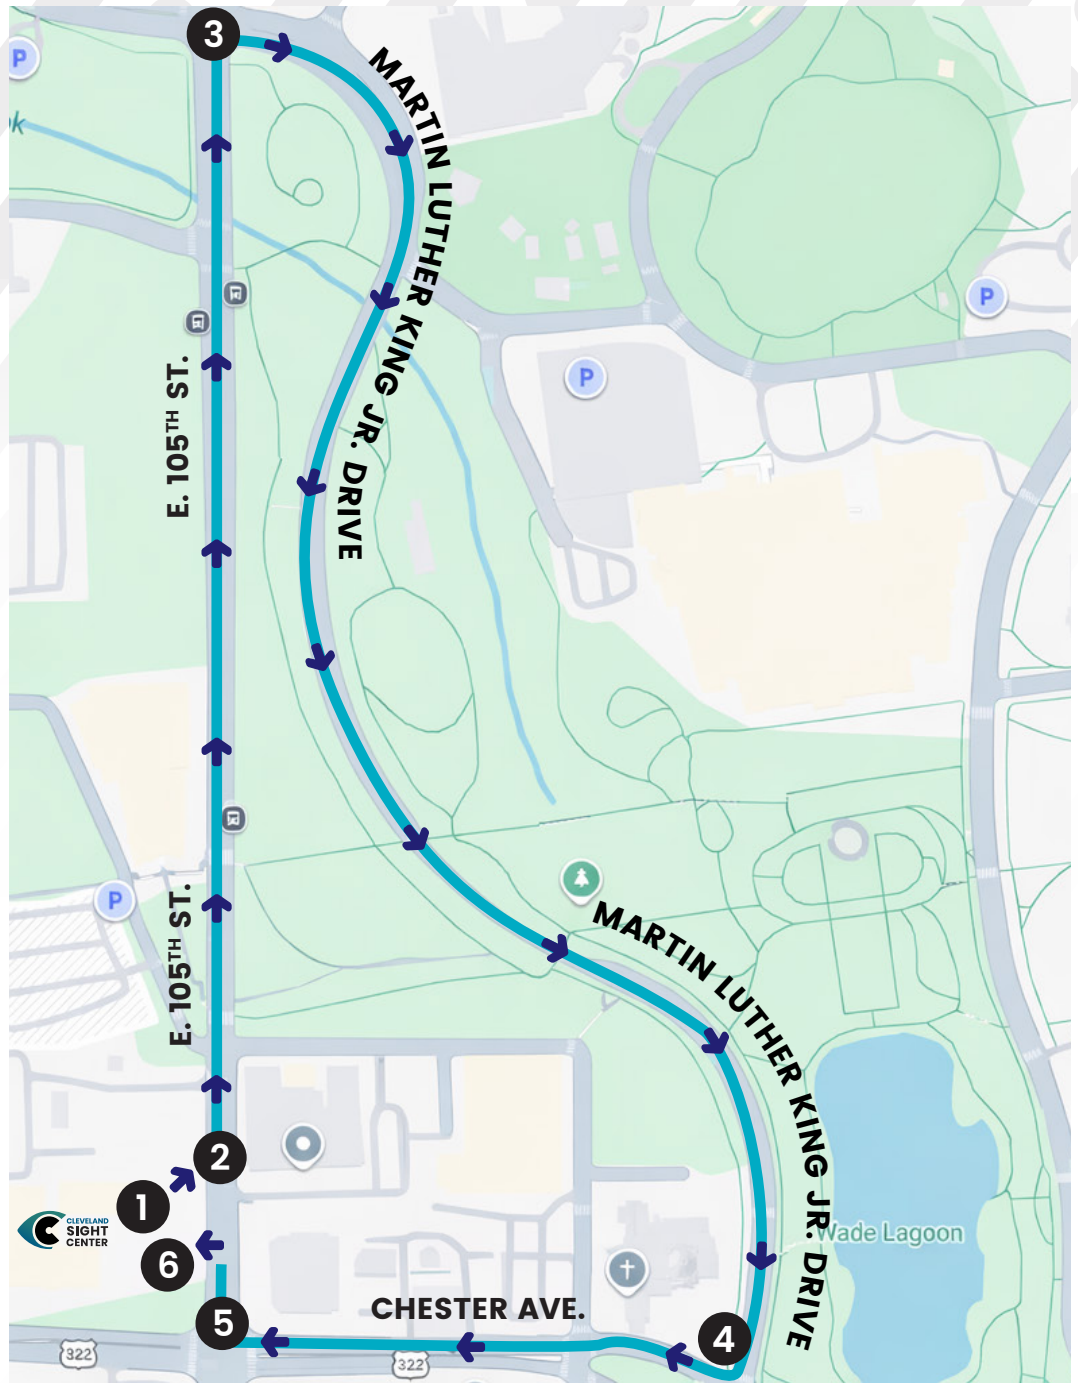 3
P
k
MARTIN LUTHER KING JR. DRIVE
P
P
E. 105TH ST.
P
E. 105TH ST.
MARTIN LUTHER KING JR. DRIVE
2
1
CLEVELAND
SIGHT
CENTER
6
Wade Lagoon
CHESTER AVE.
5
4
322
322